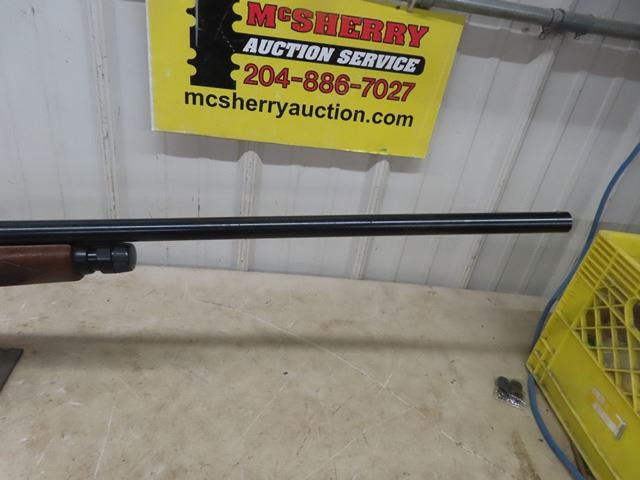 McSHERRY
AUCTION SERVICE
204-886-7027
mcsherryauction.com